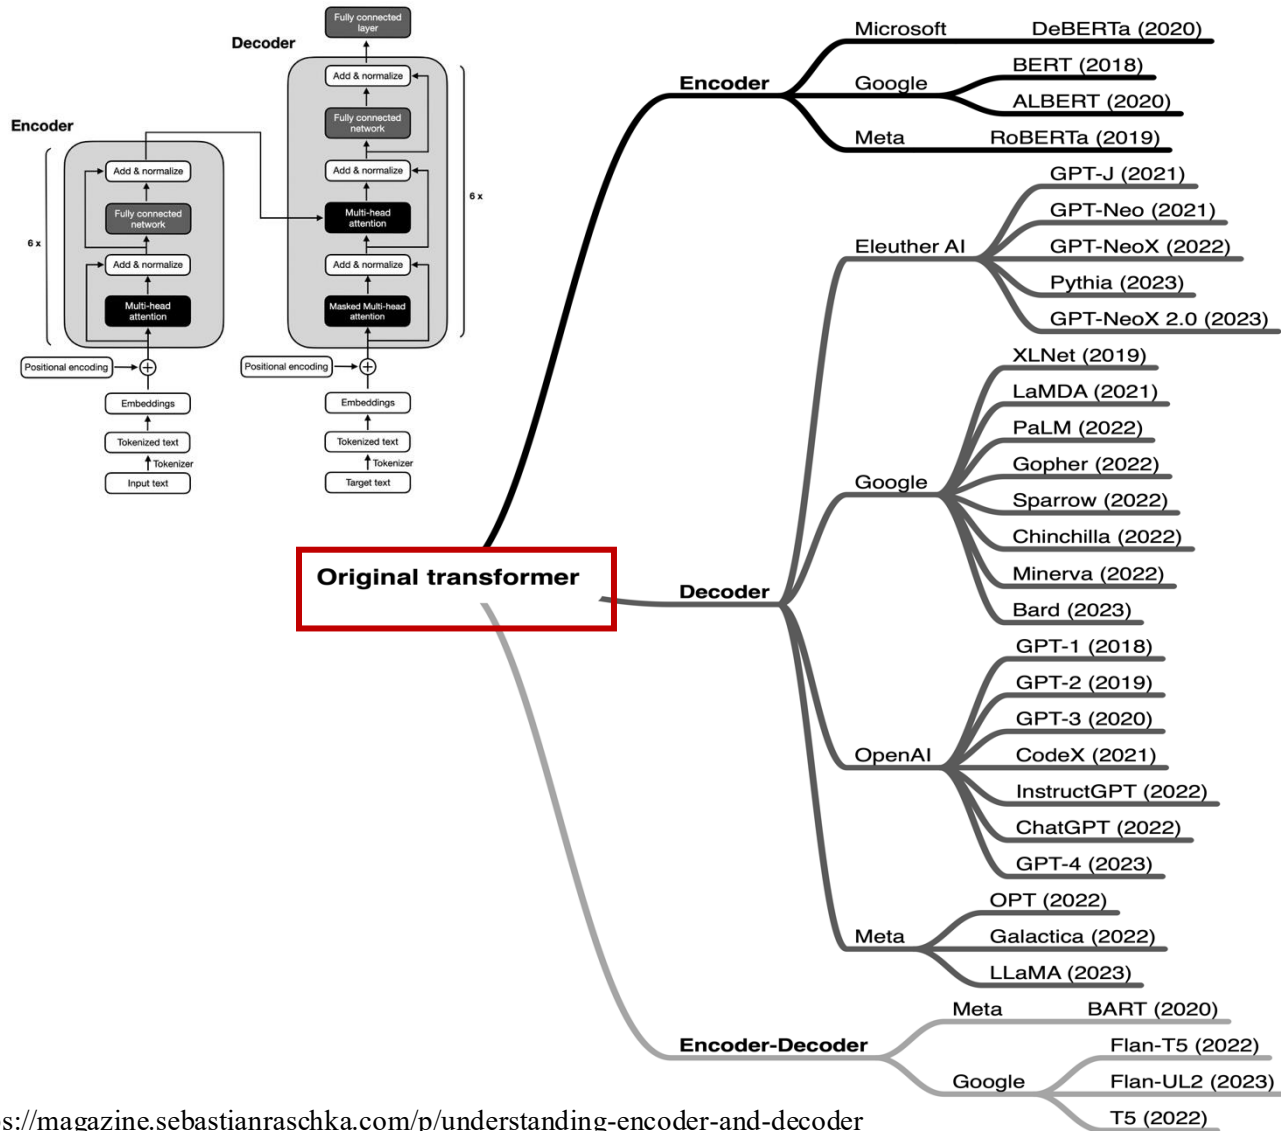 Encoder
Add & normalize
Fully connected
network
Add & normalize
Multi-head
attention
6 x
Positional encoding
Embeddings
Tokenized text
Tokenizer
Input text
Decoder
Fully connected
layer
Add & normalize
Fully connected
network
Add & normalize
Multi-head
attention
Add & normalize
Masked Multi-head
attention
6 x
Positional encoding
Embeddings
Tokenized text
Tokenizer
Target text
Original transformer
Encoder
Microsoft
DeBERTa (2020)
Google
BERT (2018)
ALBERT (2020)
Meta
RoBERTa (2019)
Decoder
Eleuther AI
GPT-J (2021)
GPT-Neo (2021)
GPT-NeoX (2022)
Pythia (2023)
GPT-NeoX 2.0 (2023)
Google
XLNet (2019)
LaMDA (2021)
PaLM (2022)
Gopher (2022)
Sparrow (2022)
Chinchilla (2022)
Minerva (2022)
Bard (2023)
OpenAI
GPT-1 (2018)
GPT-2 (2019)
GPT-3 (2020)
CodeX (2021)
InstructGPT (2022)
ChatGPT (2022)
GPT-4 (2023)
Meta
OPT (2022)
Galactica (2022)
LLaMA (2023)
Encoder-Decoder
Meta
BART (2020)
Google
Flan-T5 (2022)
Flan-UL2 (2023)
T5 (2022)
s://magazine.sebastianraschka.com/p/understanding-encoder-and-decoder